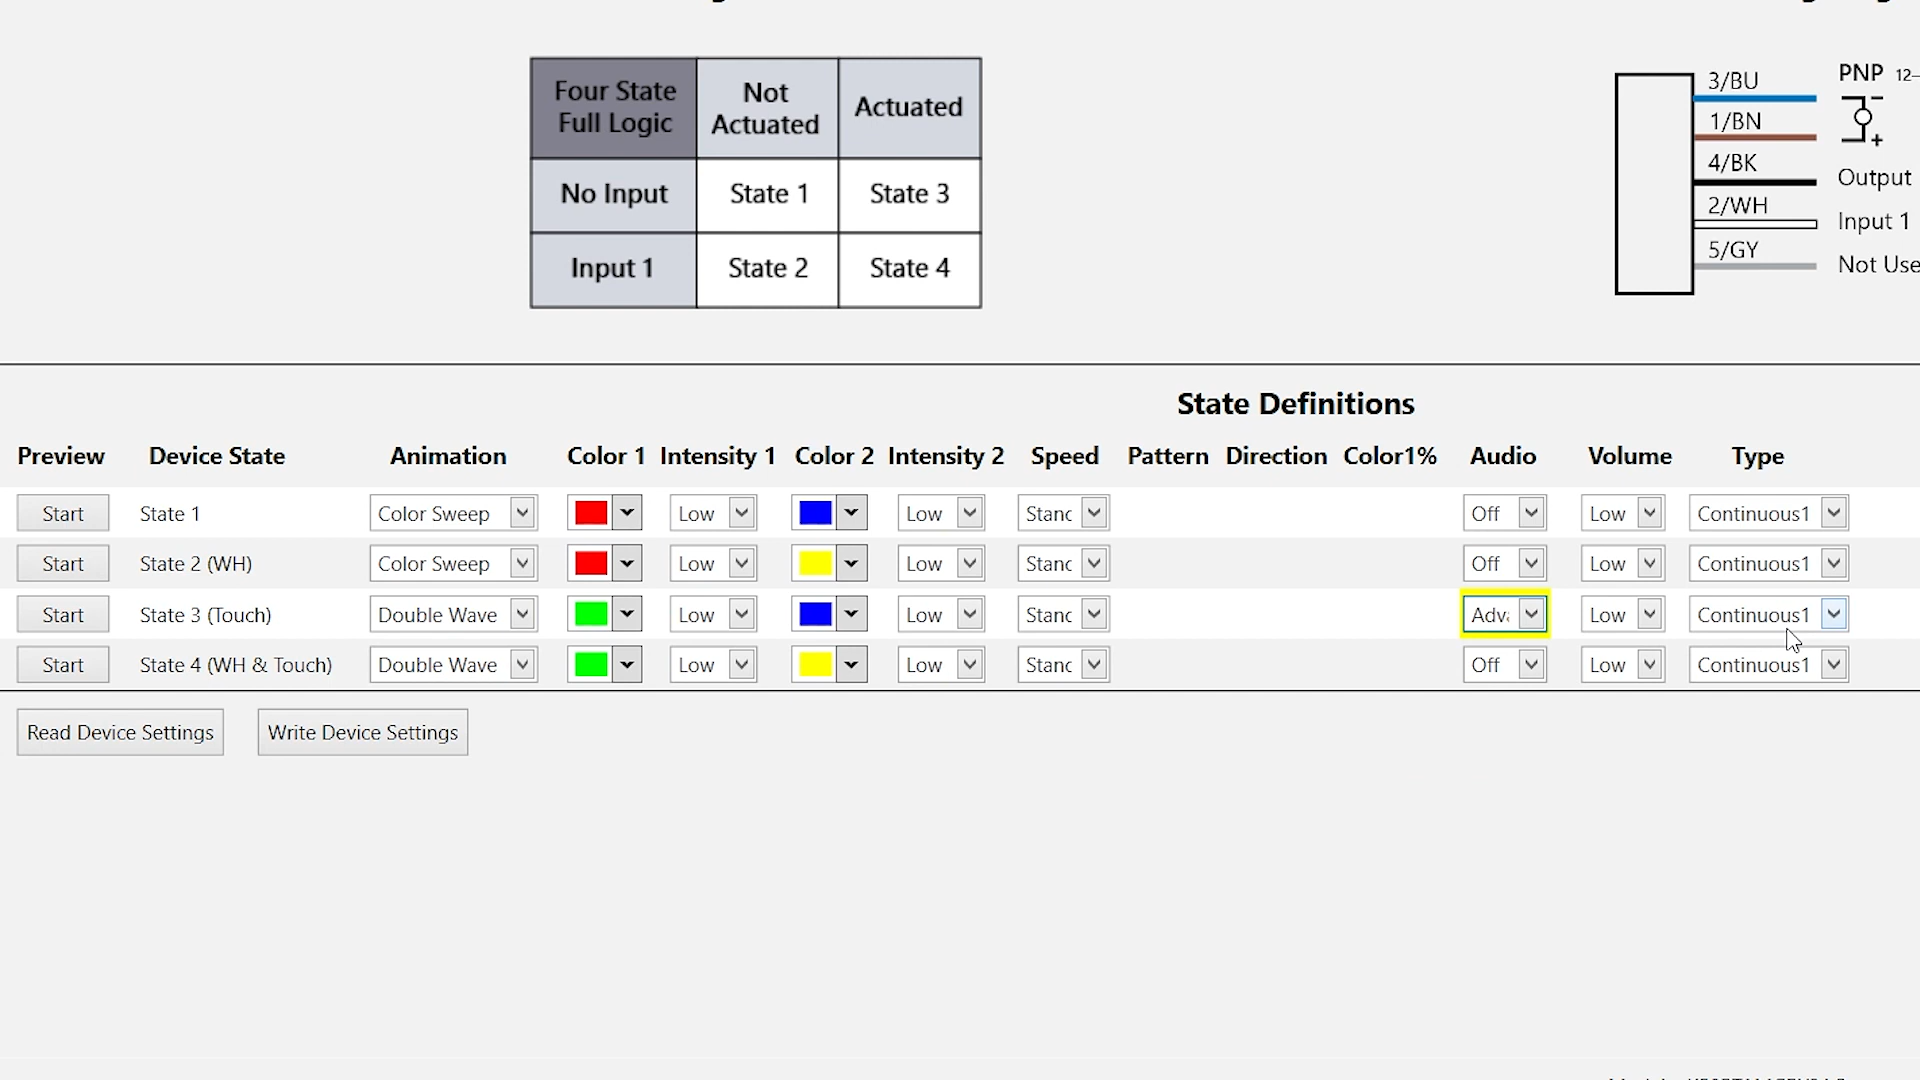 Four State Full Logic
Not Actuated
Actuated
No Input
State 1
State 3
Input 1
State 2
State 4
3/BU
1/BN
4/BK
2/WH
5/GY
PNP 12–
−
+
Output
Input 1
Not Use
State Definitions
Preview Device State Animation Color 1 Intensity 1 Color 2 Intensity 2 Speed Pattern Direction Color1% Audio Volume Type
Start State 1 Color Sweep Low Low Stanc Off Low Continuous1
Start State 2 (WH) Color Sweep Low Low Stanc Off Low Continuous1
Start State 3 (Touch) Double Wave Low Low Stanc Adva Low Continuous1
Start State 4 (WH & Touch) Double Wave Low Low Stanc Off Low Continuous1
Read Device Settings Write Device Settings